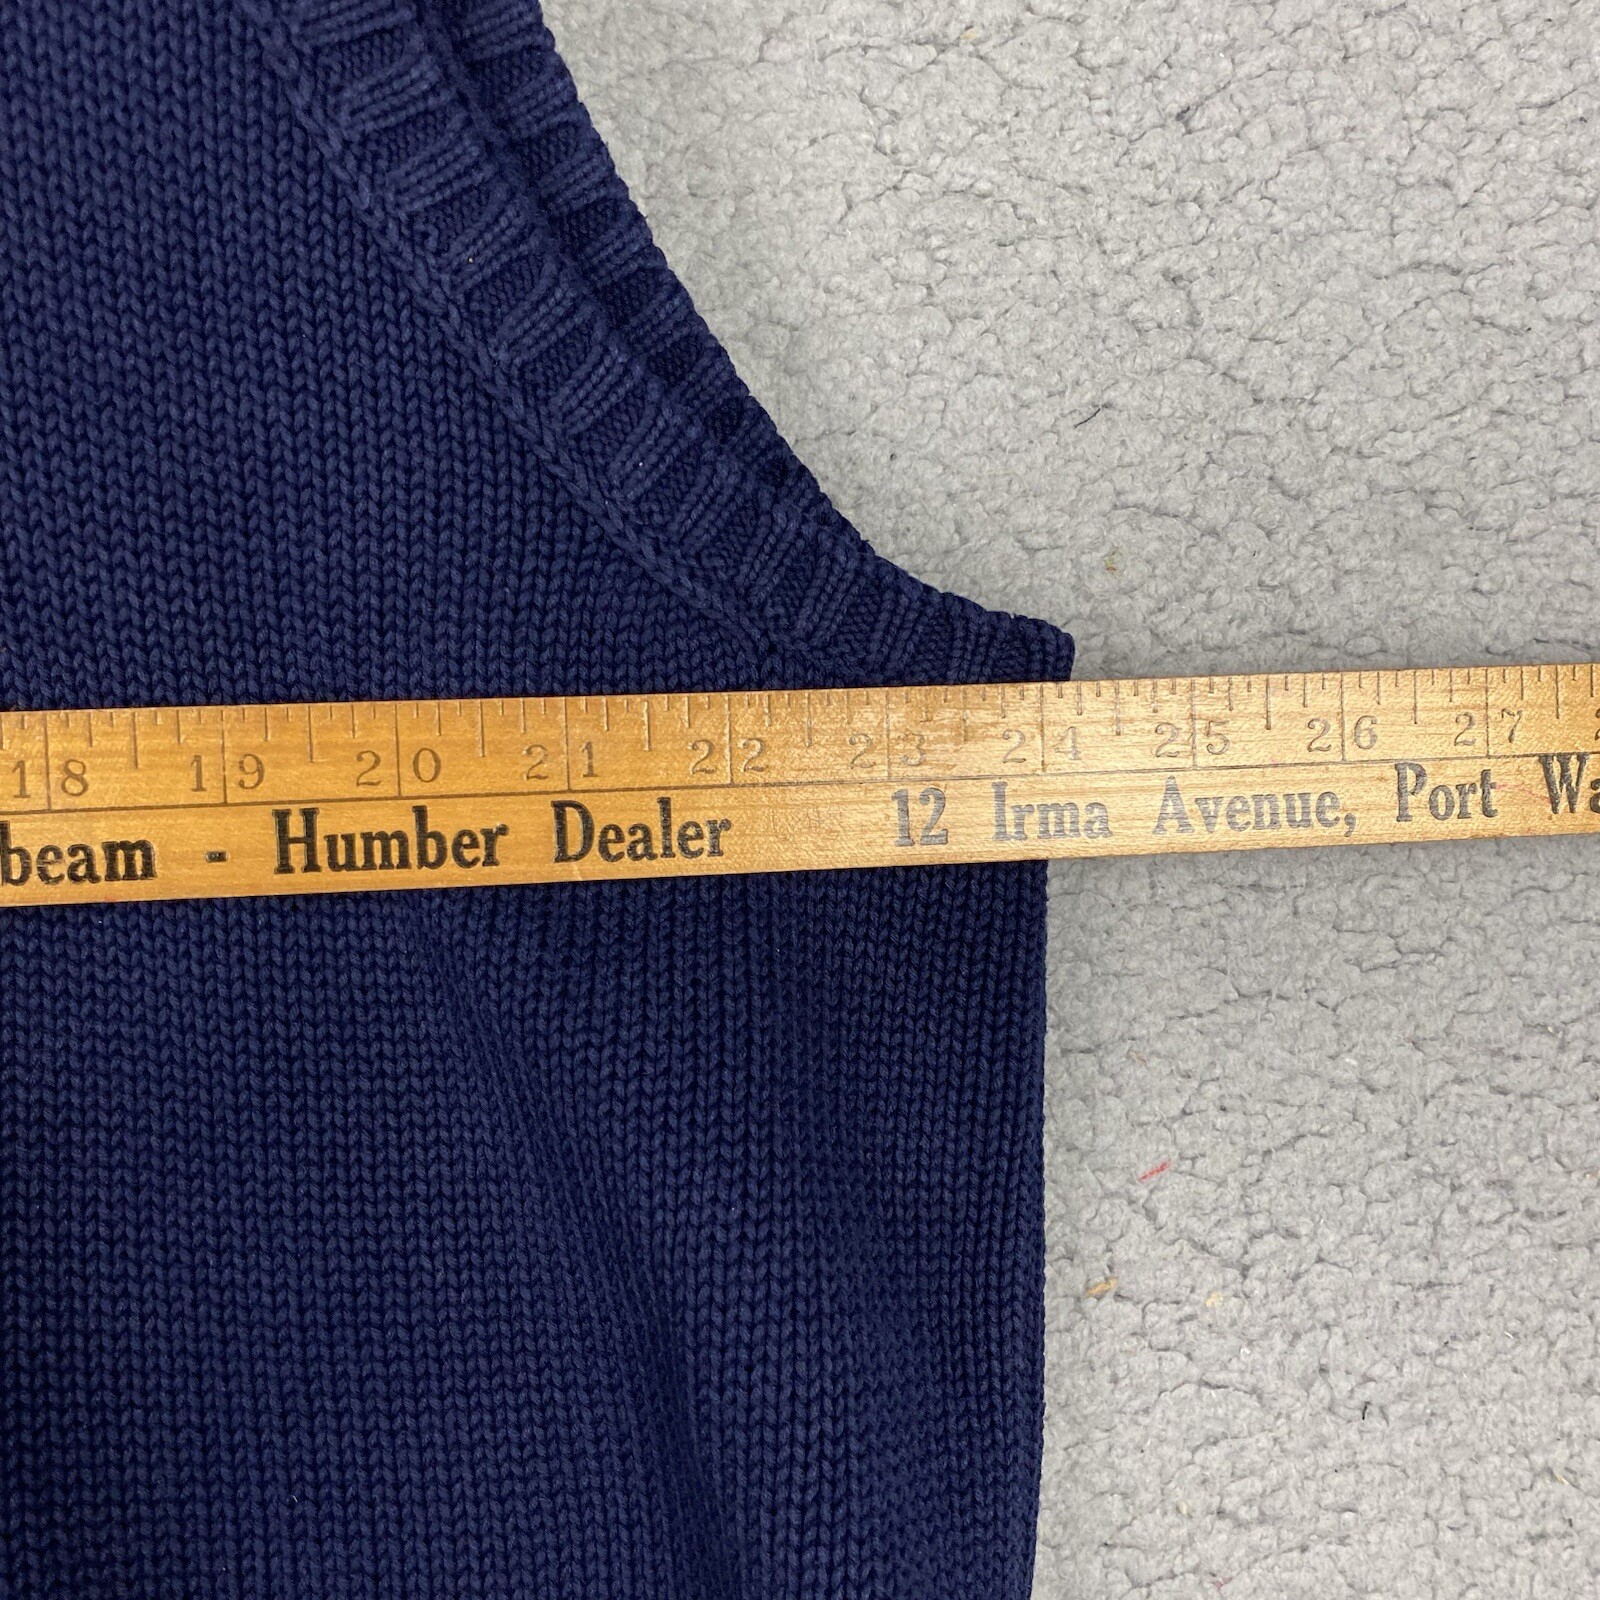 18 19 20 21 22 23 24 25 26 27
beam - Humber Dealer 12 Irma Avenue, Port Wa